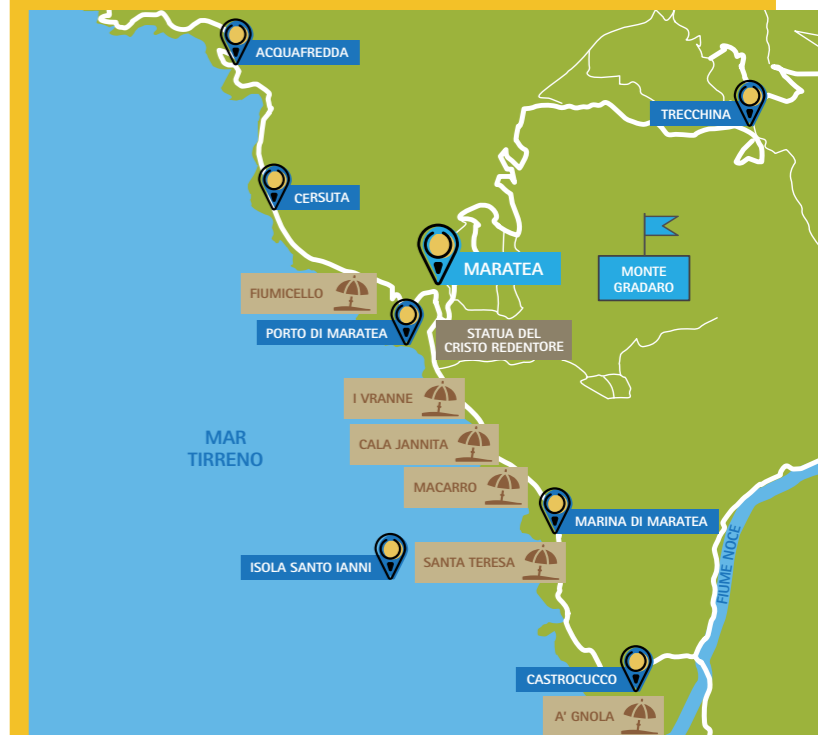 ACQUAFREDDA
TRECCHINA
CERSUTA
MARATEA
MONTE
GRADARO
FIUMICELLO
PORTO DI MARATEA
STATUA DEL
CRISTO REDENTORE
I VRANNE
MAR
TIRRENO
CALA JANNITA
MACARRO
MARINA DI MARATEA
ISOLA SANTO IANNI
SANTA TERESA
FIUME NOCE
CASTROCUCCO
A' GNOLA